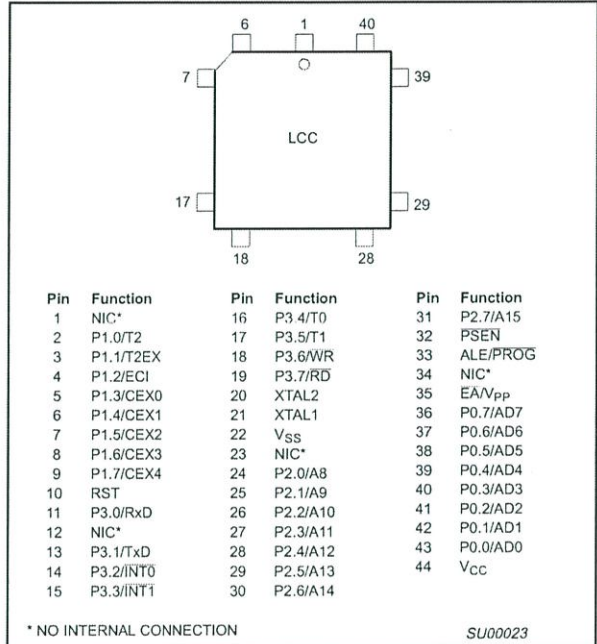 6 1 40
7 39
LCC
17 29
18 28
Pin Function Pin Function Pin Function
1 NIC* 16 P3.4/T0 31 P2.7/A15
2 P1.0/T2 17 P3.5/T1 32 P̅S̅E̅N̅
3 P1.1/T2EX 18 P3.6/W̅R̅ 33 ALE/P̅R̅O̅G̅
4 P1.2/ECI 19 P3.7/R̅D̅ 34 NIC*
5 P1.3/CEX0 20 XTAL2 35 E̅A̅/VPP
6 P1.4/CEX1 21 XTAL1 36 P0.7/AD7
7 P1.5/CEX2 22 VSS 37 P0.6/AD6
8 P1.6/CEX3 23 NIC* 38 P0.5/AD5
9 P1.7/CEX4 24 P2.0/A8 39 P0.4/AD4
10 RST 25 P2.1/A9 40 P0.3/AD3
11 P3.0/RxD 26 P2.2/A10 41 P0.2/AD2
12 NIC* 27 P2.3/A11 42 P0.1/AD1
13 P3.1/TxD 28 P2.4/A12 43 P0.0/AD0
14 P3.2/I̅N̅T̅0̅ 29 P2.5/A13 44 VCC
15 P3.3/I̅N̅T̅1̅ 30 P2.6/A14
* NO INTERNAL CONNECTION SU00023